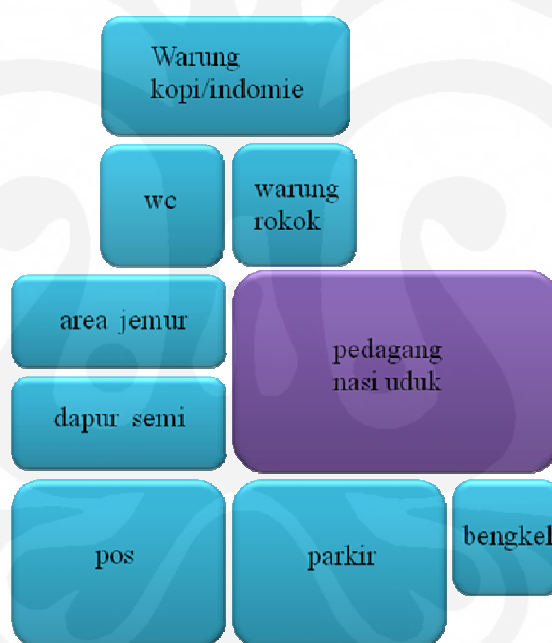 Warung
kopi/indomie
wc
warung
rokok
area jemur
pedagang
nasi uduk
dapur semi
pos
parkir
bengkel